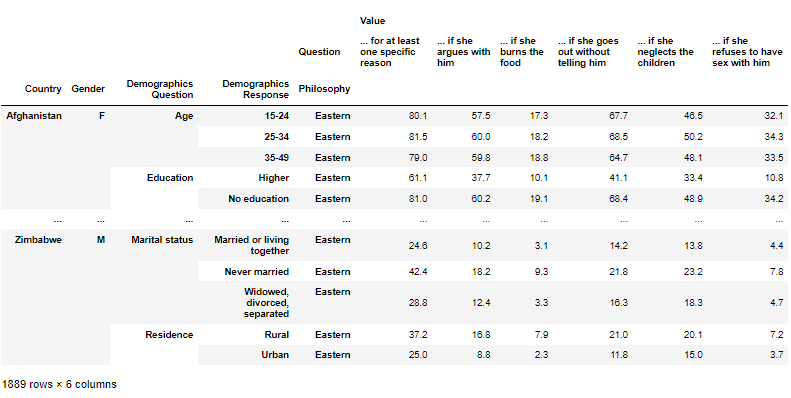 Value
Question ... for at least one specific reason ... if she argues with him ... if she burns the food ... if she goes out without telling him ... if she neglects the children ... if she refuses to have sex with him
Country Gender Demographics Question Demographics Response Philosophy
Afghanistan F Age 15-24 Eastern 80.1 57.5 17.3 67.7 46.5 32.1
25-34 Eastern 81.5 60.0 18.2 68.5 50.2 34.3
35-49 Eastern 79.0 59.8 18.8 64.7 48.1 33.5
Education Higher Eastern 61.1 37.7 10.1 41.1 33.4 10.8
No education Eastern 81.0 60.2 19.1 68.4 48.9 34.2
... ... ... ... ... ... ... ... ... ... ...
Zimbabwe M Marital status Married or living together Eastern 24.6 10.2 3.1 14.2 13.8 4.4
Never married Eastern 42.4 18.2 9.3 21.8 23.2 7.8
Widowed, divorced, separated Eastern 28.8 12.4 3.3 16.3 18.3 4.7
Residence Rural Eastern 37.2 16.8 7.9 21.0 20.1 7.2
Urban Eastern 25.0 8.8 2.3 11.8 15.0 3.7
1889 rows × 6 columns